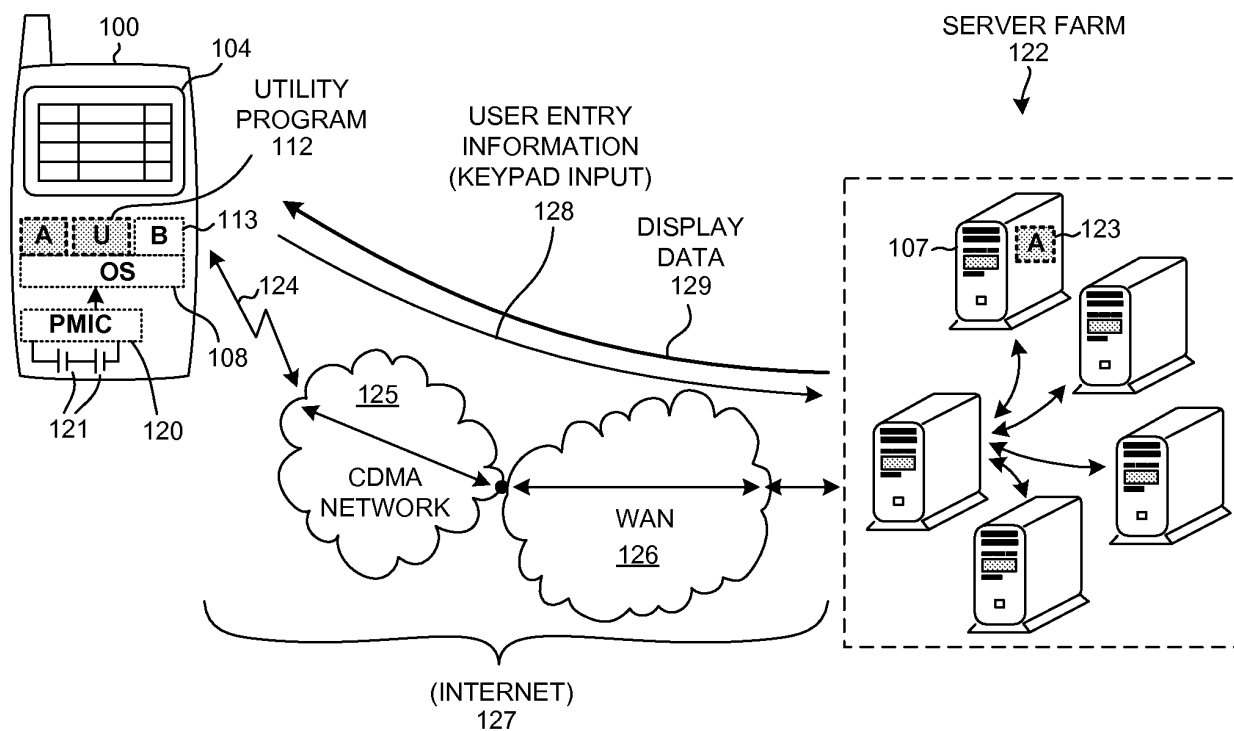 SERVER FARM
122
100
104
UTILITY
PROGRAM
112
USER ENTRY
INFORMATION
(KEYPAD INPUT)
128
DISPLAY
DATA
129
113
A U B
OS
124
PMIC
108
121
120
107
A
123
125
CDMA
NETWORK
WAN
126
(INTERNET)
127